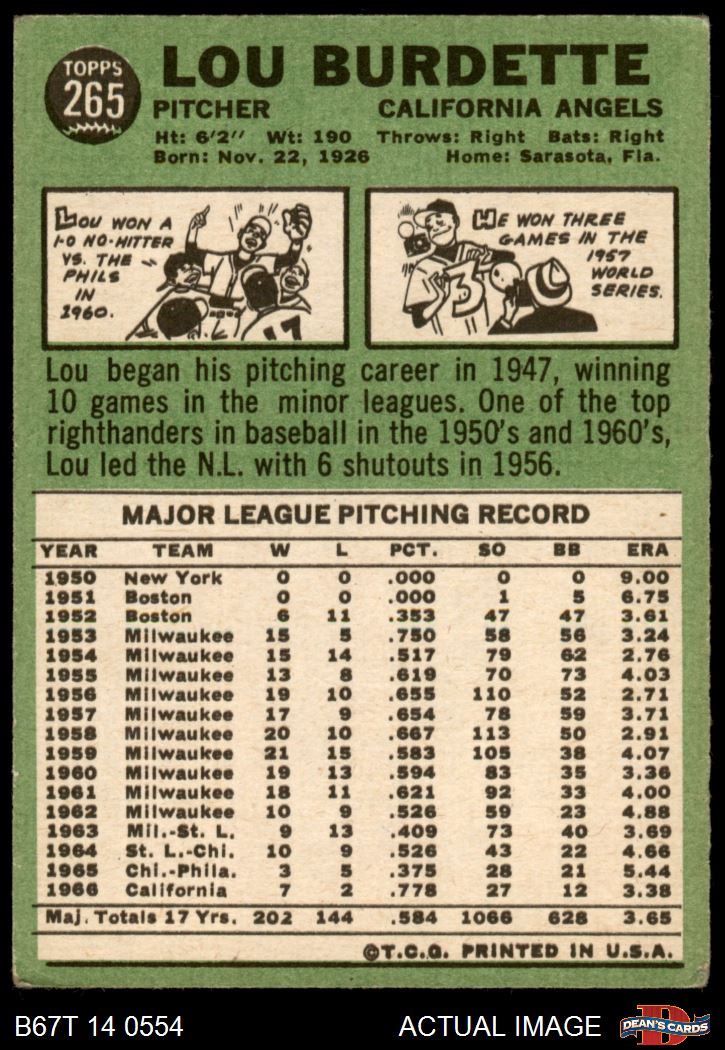 TOPPS
265
LOU BURDETTE
PITCHER CALIFORNIA ANGELS
Ht: 6'2" Wt: 190 Throws: Right Bats: Right
Born: Nov. 22, 1926 Home: Sarasota, Fla.
LOU WON A
1-0 NO-HITTER
VS. THE
PHILS
IN
1960.
17
HE WON THREE
GAMES IN THE
1957
WORLD
SERIES.
3
Lou began his pitching career in 1947, winning
10 games in the minor leagues. One of the top
righthanders in baseball in the 1950's and 1960's,
Lou led the N.L. with 6 shutouts in 1956.
MAJOR LEAGUE PITCHING RECORD
YEAR TEAM W L PCT. SO BB ERA
1950 New York 0 0 .000 0 0 9.00
1951 Boston 0 0 .000 1 5 6.75
1952 Boston 6 11 .353 47 47 3.61
1953 Milwaukee 15 5 .750 58 56 3.24
1954 Milwaukee 15 14 .517 79 62 2.76
1955 Milwaukee 13 8 .619 70 73 4.03
1956 Milwaukee 19 10 .655 110 52 2.71
1957 Milwaukee 17 9 .654 78 59 3.71
1958 Milwaukee 20 10 .667 113 50 2.91
1959 Milwaukee 21 15 .583 105 38 4.07
1960 Milwaukee 19 13 .594 83 35 3.36
1961 Milwaukee 18 11 .621 92 33 4.00
1962 Milwaukee 10 9 .526 59 23 4.88
1963 Mil.-St. L. 9 13 .409 73 40 3.69
1964 St. L.-Chi. 10 9 .526 43 22 4.66
1965 Chi.-Phila. 3 5 .375 28 21 5.44
1966 California 7 2 .778 27 12 3.38
Maj. Totals 17 Yrs. 202 144 .584 1066 628 3.65
©T.C.G. PRINTED IN U.S.A.
B67T 14 0554 ACTUAL IMAGE D DEAN'S CARDS